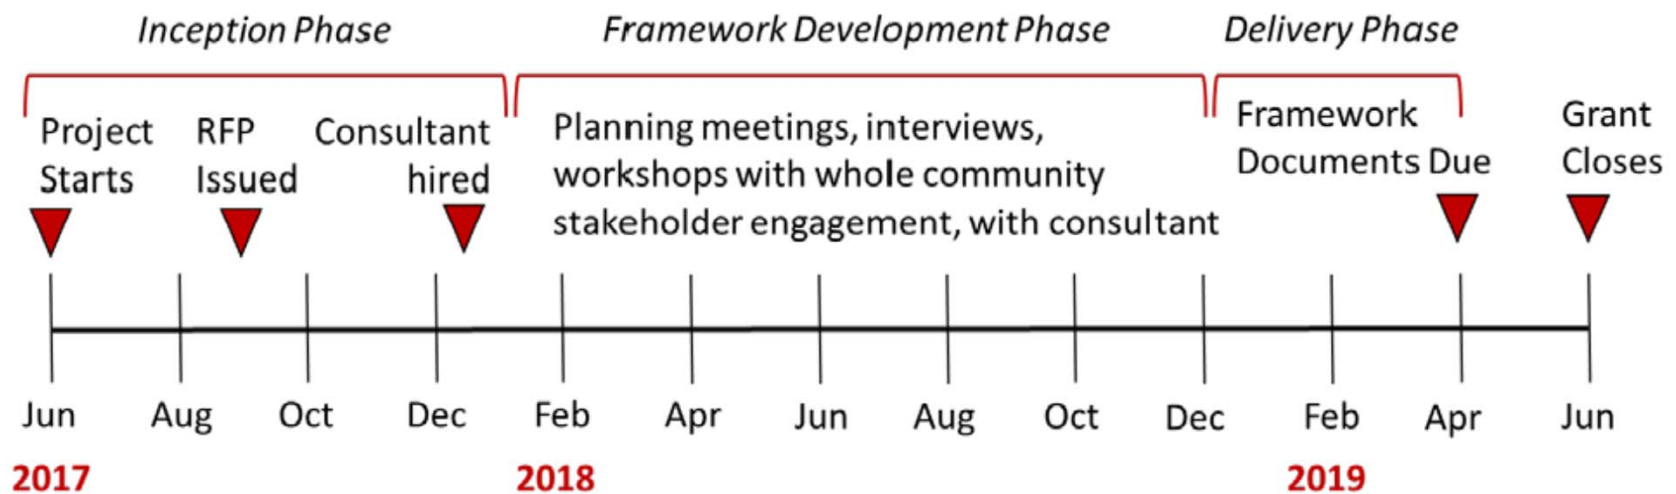 Inception Phase
Framework Development Phase
Delivery Phase
Project
Starts
RFP
Issued
Consultant
hired
Planning meetings, interviews,
workshops with whole community
stakeholder engagement, with consultant
Framework
Documents Due
Grant
Closes
Jun Aug Oct Dec Feb Apr Jun Aug Oct Dec Feb Apr Jun
2017 2018 2019